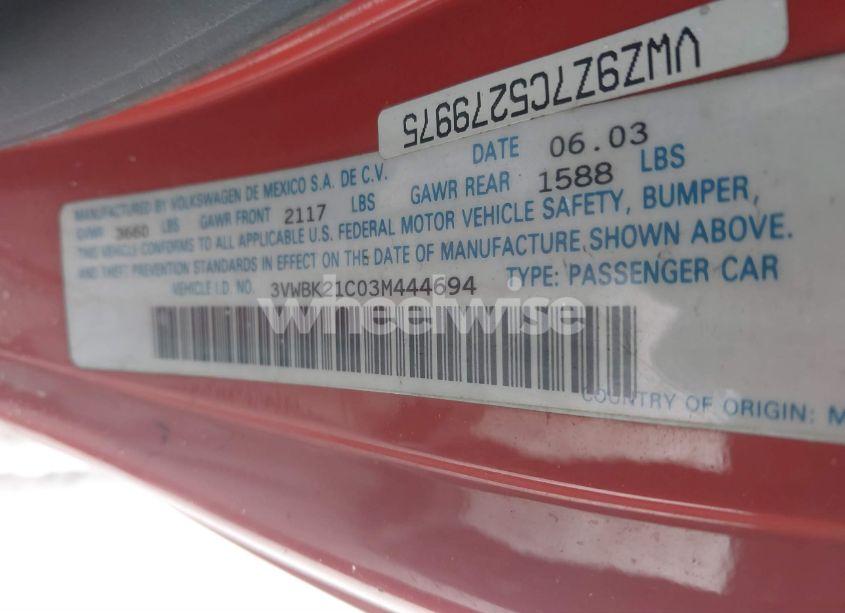 VWZ9Z7C5279975
MANUFACTURED BY VOLKSWAGEN DE MEXICO S.A. DE C.V. DATE 06.03
GVWR 3660 LBS GAWR FRONT 2117 LBS GAWR REAR 1588 LBS
THIS VEHICLE CONFORMS TO ALL APPLICABLE U.S. FEDERAL MOTOR VEHICLE SAFETY, BUMPER,
AND THEFT PREVENTION STANDARDS IN EFFECT ON THE DATE OF MANUFACTURE SHOWN ABOVE.
VEHICLE I.D. NO. 3VWBK21C03M444694 TYPE: PASSENGER CAR
wheelwise
COUNTRY OF ORIGIN: M